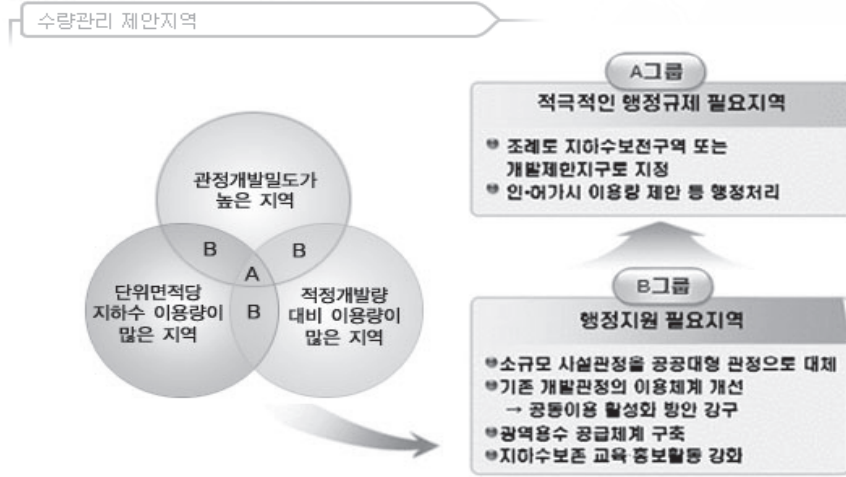 수량관리 제안지역
관정개발밀도가
높은 지역
B
B
A
단위면적당
지하수 이용량이
많은 지역
B
적정개발량
대비 이용량이
많은 지역
A그룹
적극적인 행정규제 필요지역
조례로 지하수보전구역 또는
개발제한지구로 지정
인·허가시 이용량 제한 등 행정처리
B그룹
행정지원 필요지역
소규모 시설관정을 공공대형 관정으로 대체
기존 개발관정의 이용체계 개선
→ 공동이용 활성화 방안 강구
광역용수 공급체계 구축
지하수보존 교육·홍보활동 강화